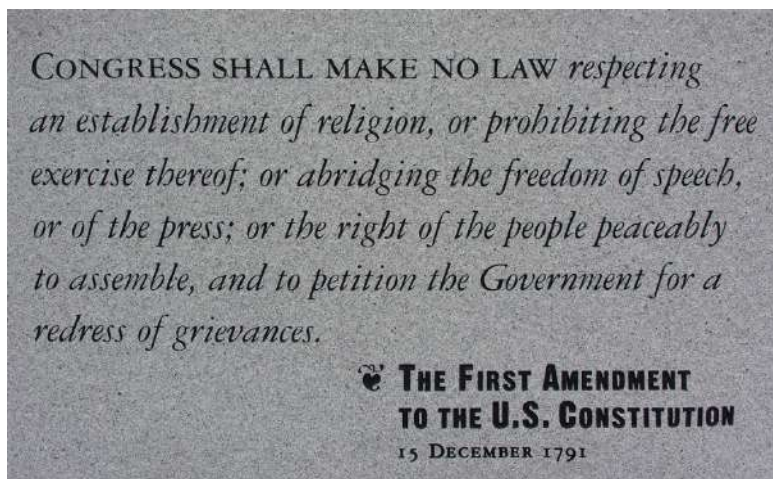 CONGRESS SHALL MAKE NO LAW respecting
an establishment of religion, or prohibiting the free
exercise thereof; or abridging the freedom of speech,
or of the press; or the right of the people peaceably
to assemble, and to petition the Government for a
redress of grievances.
❦ THE FIRST AMENDMENT
TO THE U.S. CONSTITUTION
15 DECEMBER 1791